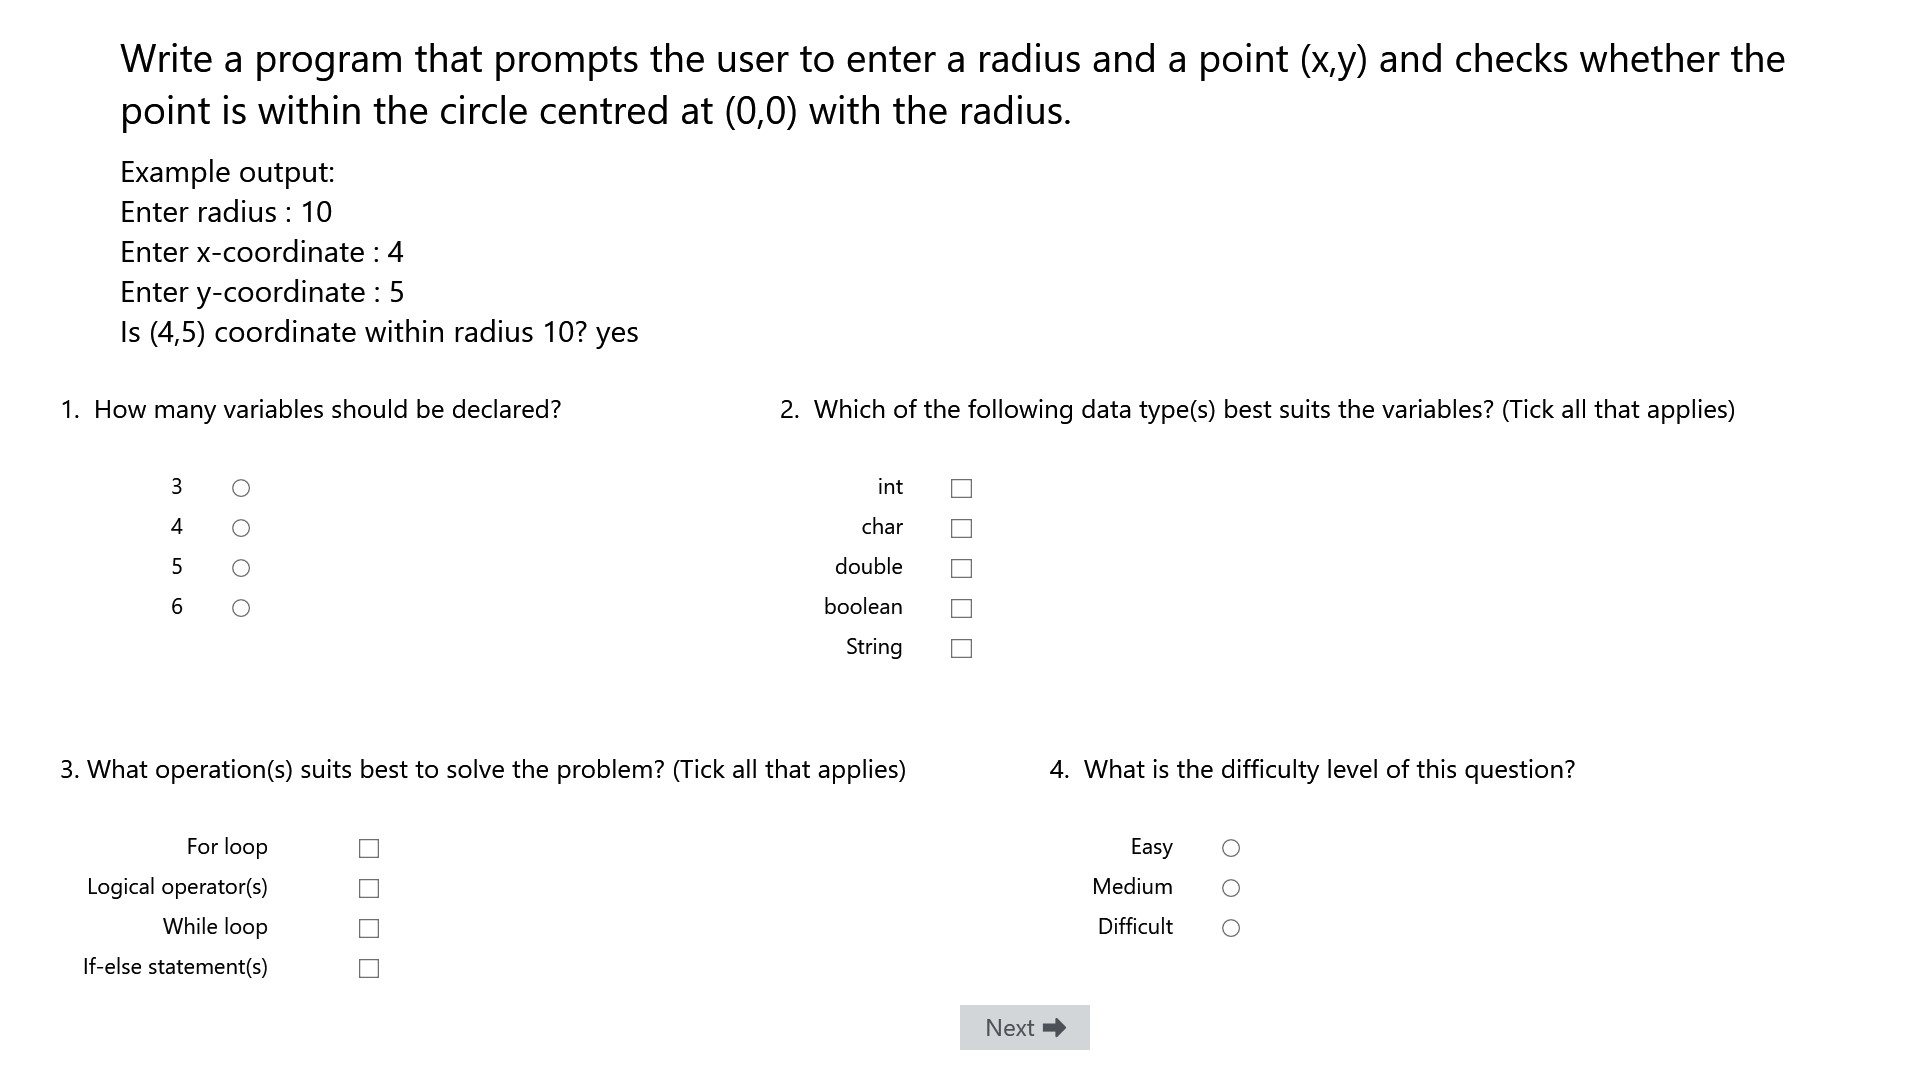 Write a program that prompts the user to enter a radius and a point (x,y) and checks whether the
point is within the circle centred at (0,0) with the radius.
Example output:
Enter radius : 10
Enter x-coordinate : 4
Enter y-coordinate : 5
Is (4,5) coordinate within radius 10? yes
1. How many variables should be declared?
3
4
5
6
2. Which of the following data type(s) best suits the variables? (Tick all that applies)
int
char
double
boolean
String
3. What operation(s) suits best to solve the problem? (Tick all that applies)
For loop
Logical operator(s)
While loop
If-else statement(s)
4. What is the difficulty level of this question?
Easy
Medium
Difficult
Next